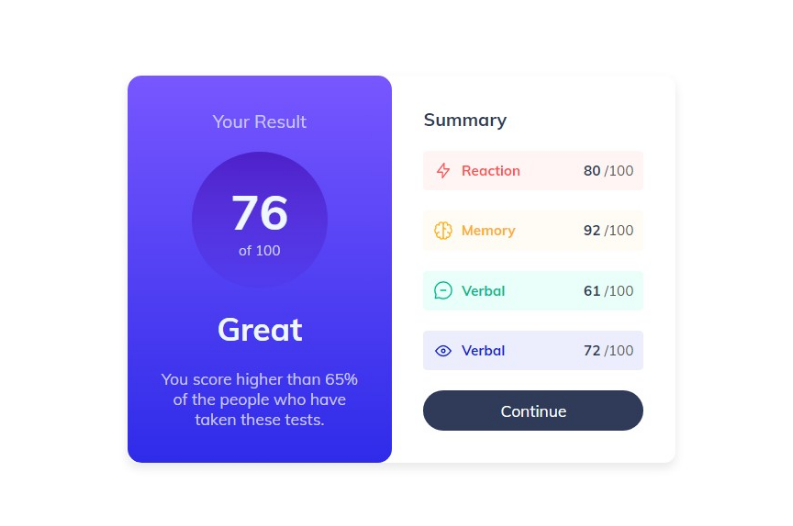 Your Result
76
of 100
Great
You score higher than 65%
of the people who have
taken these tests.
Summary
Reaction 80 /100
Memory 92 /100
Verbal 61 /100
Verbal 72 /100
Continue